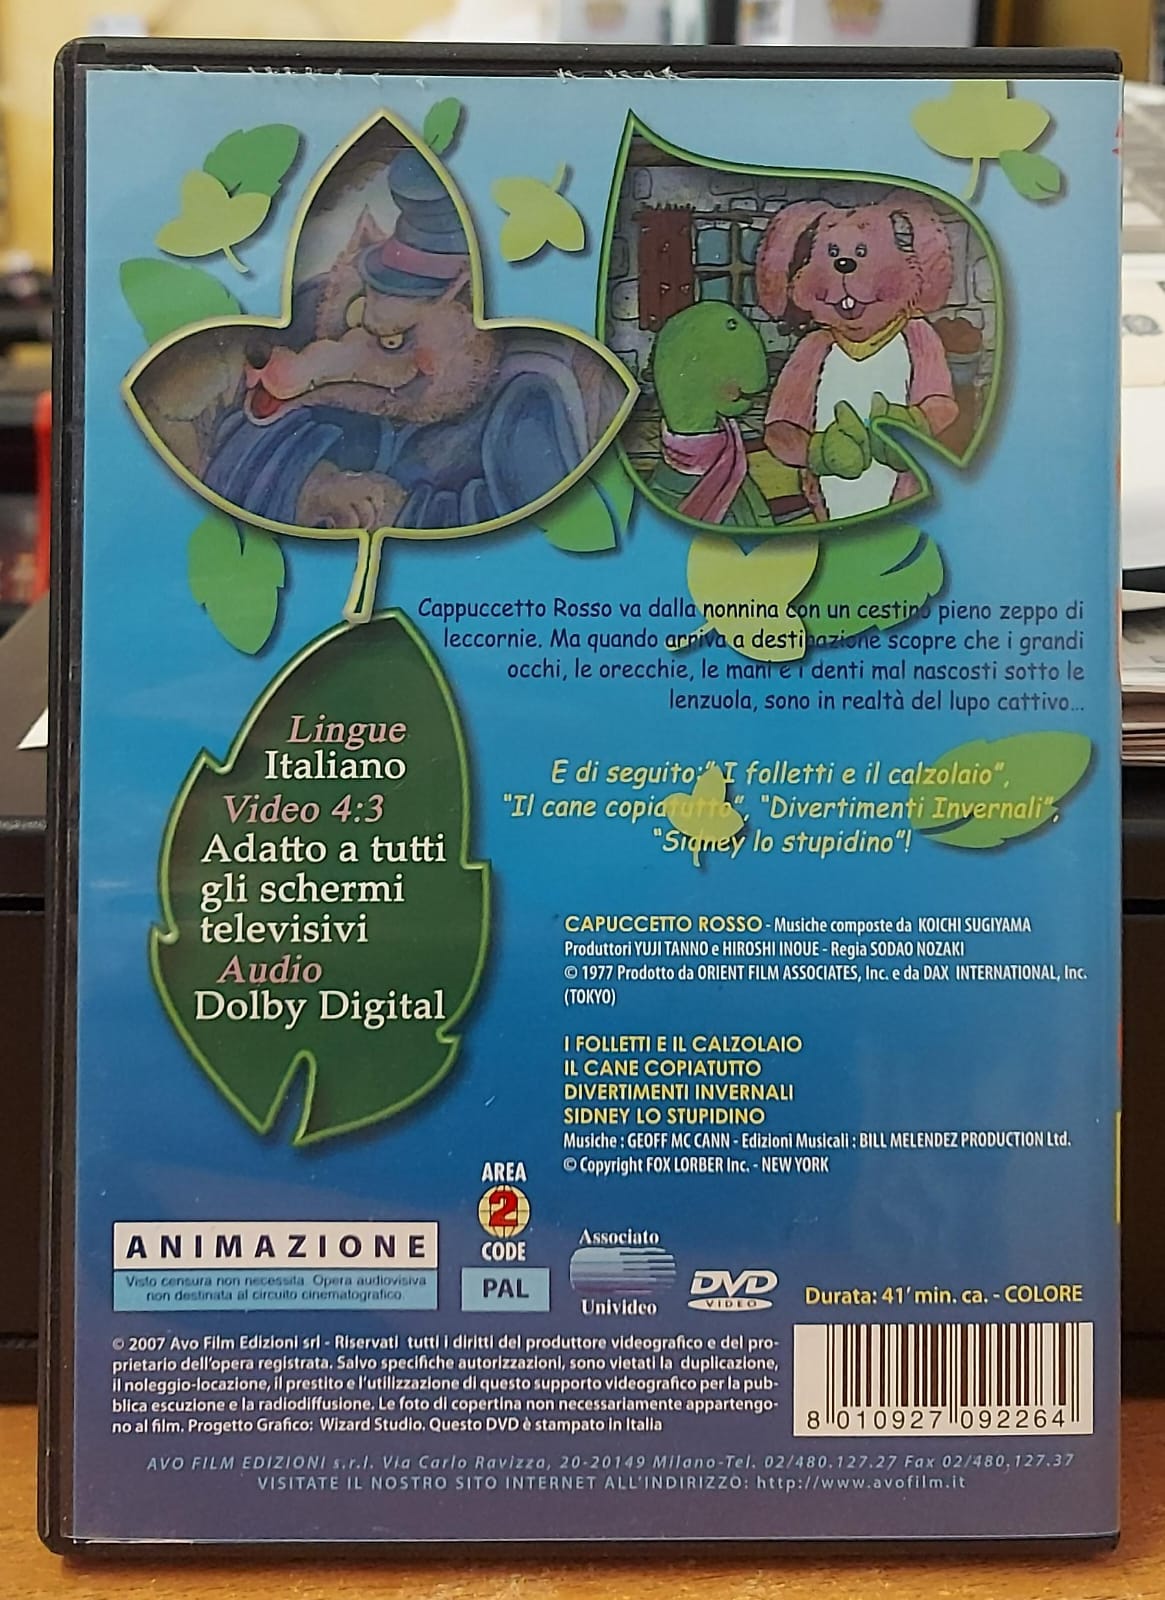 Cappuccetto Rosso va dalla nonnina con un cestino pieno zeppo di
leccornie. Ma quando arriva a destinazione scopre che i grandi
occhi, le orecchie, le mani e i denti mal nascosti sotto le
lenzuola, sono in realtà del lupo cattivo...
Lingue
Italiano
Video 4:3
Adatto a tutti
gli schermi
televisivi
Audio
Dolby Digital
E di seguito:" I folletti e il calzolaio",
"Il cane copiatutto", "Divertimenti Invernali",
"Sidney lo stupidino"!
CAPUCCETTO ROSSO - Musiche composte da KOICHI SUGIYAMA
Produttori YUJI TANNO e HIROSHI INOUE - Regia SODAO NOZAKI
© 1977 Prodotto da ORIENT FILM ASSOCIATES, Inc. e da DAX INTERNATIONAL, Inc.
(TOKYO)
I FOLLETTI E IL CALZOLAIO
IL CANE COPIATUTTO
DIVERTIMENTI INVERNALI
SIDNEY LO STUPIDINO
Musiche : GEOFF MC CANN - Edizioni Musicali : BILL MELENDEZ PRODUCTION Ltd.
© Copyright FOX LORBER Inc. - NEW YORK
ANIMAZIONE
Visto censura non necessita. Opera audiovisiva
non destinata al circuito cinematografico.
AREA
2
CODE
PAL
Associato
Univideo
DVD
VIDEO
Durata: 41' min. ca. - COLORE
© 2007 Avo Film Edizioni srl - Riservati tutti i diritti del produttore videografico e del pro-
prietario dell'opera registrata. Salvo specifiche autorizzazioni, sono vietati la duplicazione,
il noleggio-locazione, il prestito e l'utilizzazione di questo supporto videografico per la pub-
blica escuzione e la radiodiffusione. Le foto di copertina non necessariamente appartengo-
no al film. Progetto Grafico: Wizard Studio. Questo DVD è stampato in Italia
8 010927 092264
AVO FILM EDIZIONI s.r.l. Via Carlo Ravizza, 20-20149 Milano-Tel. 02/480.127.27 Fax 02/480.127.37
VISITATE IL NOSTRO SITO INTERNET ALL'INDIRIZZO: http://www.avofilm.it